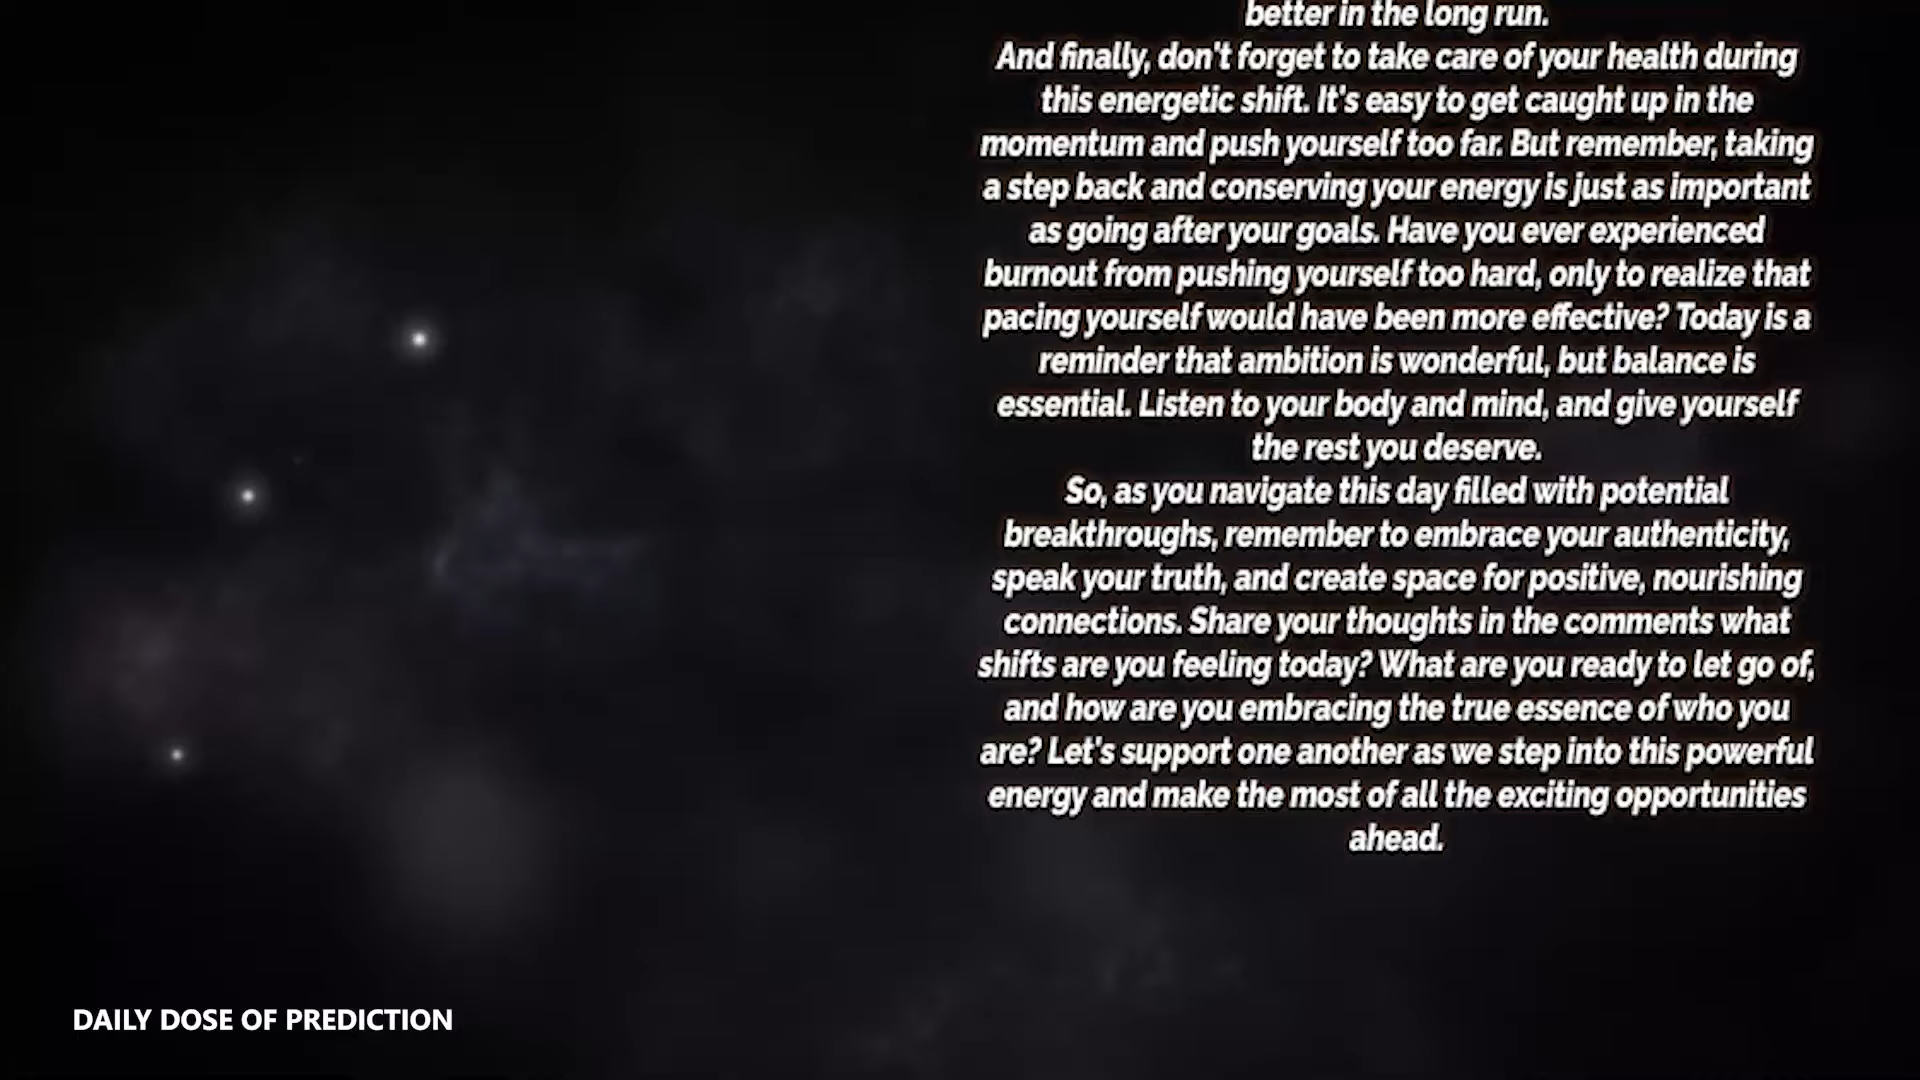 better in the long run.
And finally, don't forget to take care of your health during
this energetic shift. It's easy to get caught up in the
momentum and push yourself too far. But remember, taking
a step back and conserving your energy is just as important
as going after your goals. Have you ever experienced
burnout from pushing yourself too hard, only to realize that
pacing yourself would have been more effective? Today is a
reminder that ambition is wonderful, but balance is
essential. Listen to your body and mind, and give yourself
the rest you deserve.
So, as you navigate this day filled with potential
breakthroughs, remember to embrace your authenticity,
speak your truth, and create space for positive, nourishing
connections. Share your thoughts in the comments what
shifts are you feeling today? What are you ready to let go of,
and how are you embracing the true essence of who you
are? Let's support one another as we step into this powerful
energy and make the most of all the exciting opportunities
ahead.
DAILY DOSE OF PREDICTION